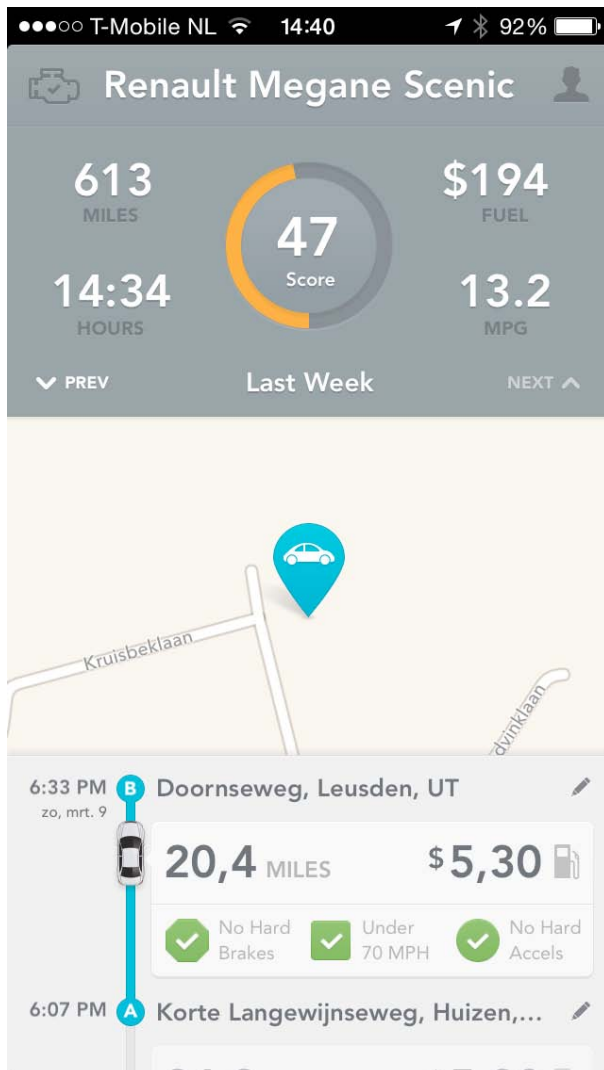 T-Mobile NL 14:40 92%
Renault Megane Scenic
613 $194
MILES FUEL
47
Score
14:34 13.2
HOURS MPG
PREV Last Week NEXT
Kruisbeklaan
dvinklaan
6:33 PM B Doornseweg, Leusden, UT
zo, mrt. 9
20,4 MILES $5,30
No Hard Under No Hard
Brakes 70 MPH Accels
6:07 PM A Korte Langewijnseweg, Huizen,...